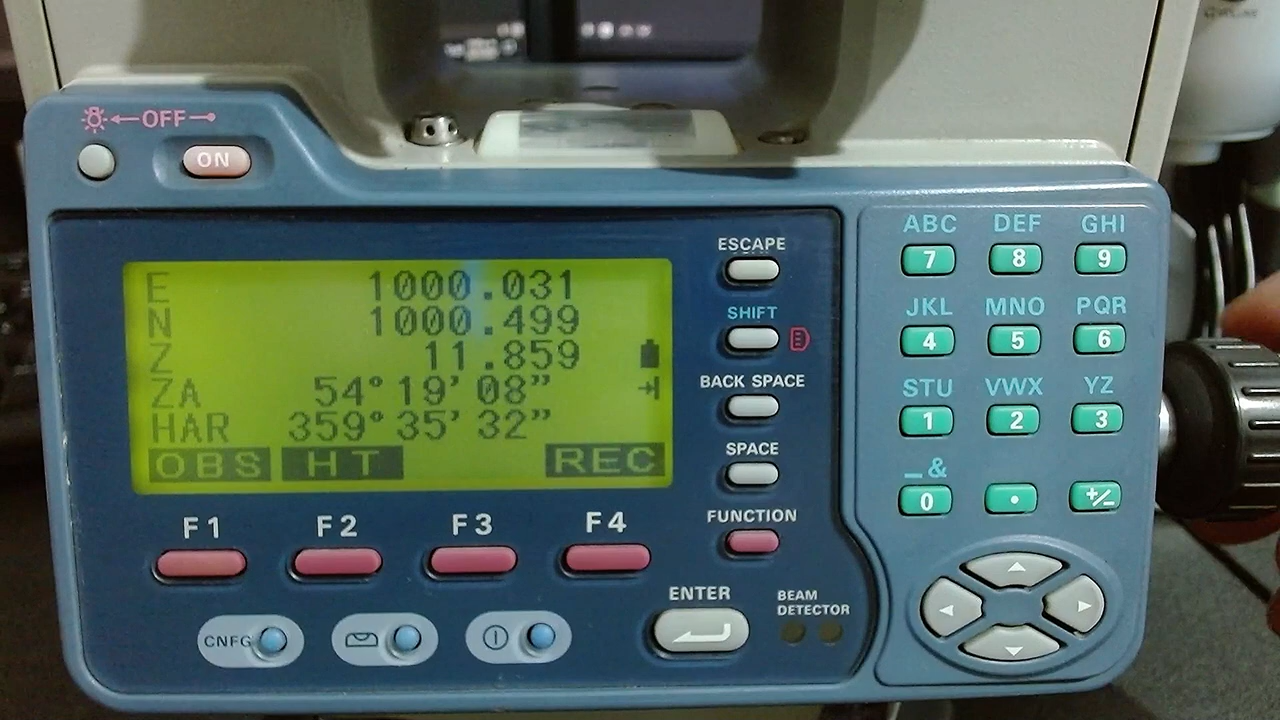 OFF
ON
E 1000.031
N 1000.499
Z 11.859
ZA 54° 19' 08"
HAR 359° 35' 32"
OBS HT REC
F1 F2 F3 F4
CNFG
ESCAPE
SHIFT
BACK SPACE
SPACE
FUNCTION
ENTER
BEAM
DETECTOR
ABC DEF GHI
7 8 9
JKL MNO PQR
4 5 6
STU VWX YZ
1 2 3
_&
0 . +/-